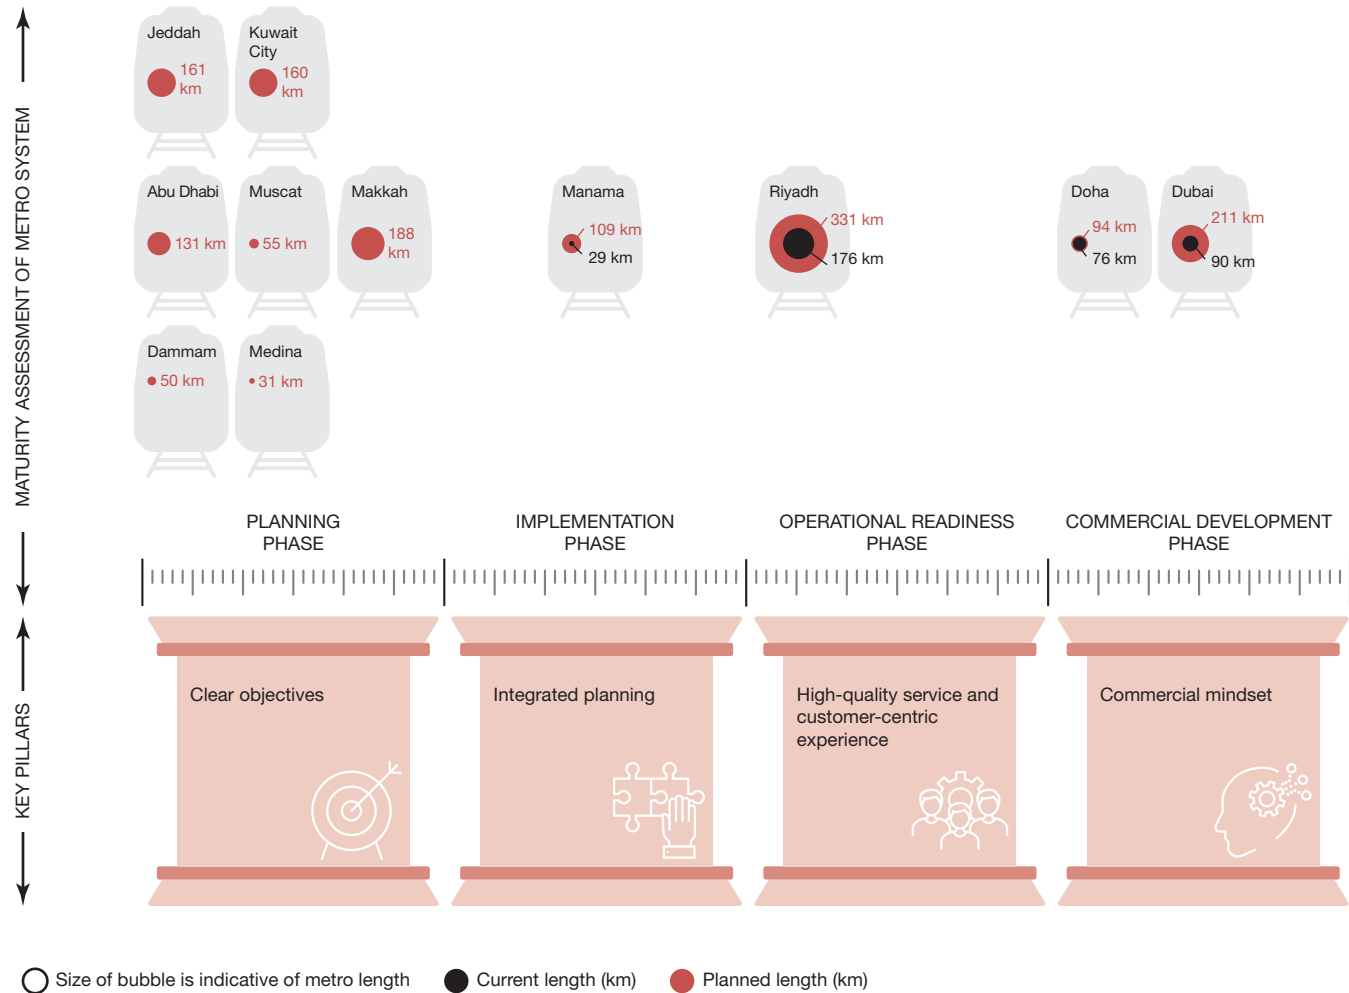 MATURITY ASSESSMENT OF METRO SYSTEM
Jeddah
161
km
Kuwait
City
160
km
Abu Dhabi
131 km
Muscat
55 km
Makkah
188
km
Manama
109 km
29 km
Riyadh
331 km
176 km
Doha
94 km
76 km
Dubai
211 km
90 km
Dammam
50 km
Medina
31 km
PLANNING
PHASE
IMPLEMENTATION
PHASE
OPERATIONAL READINESS
PHASE
COMMERCIAL DEVELOPMENT
PHASE
KEY PILLARS
Clear objectives
Integrated planning
High-quality service and
customer-centric
experience
Commercial mindset
Size of bubble is indicative of metro length
Current length (km)
Planned length (km)